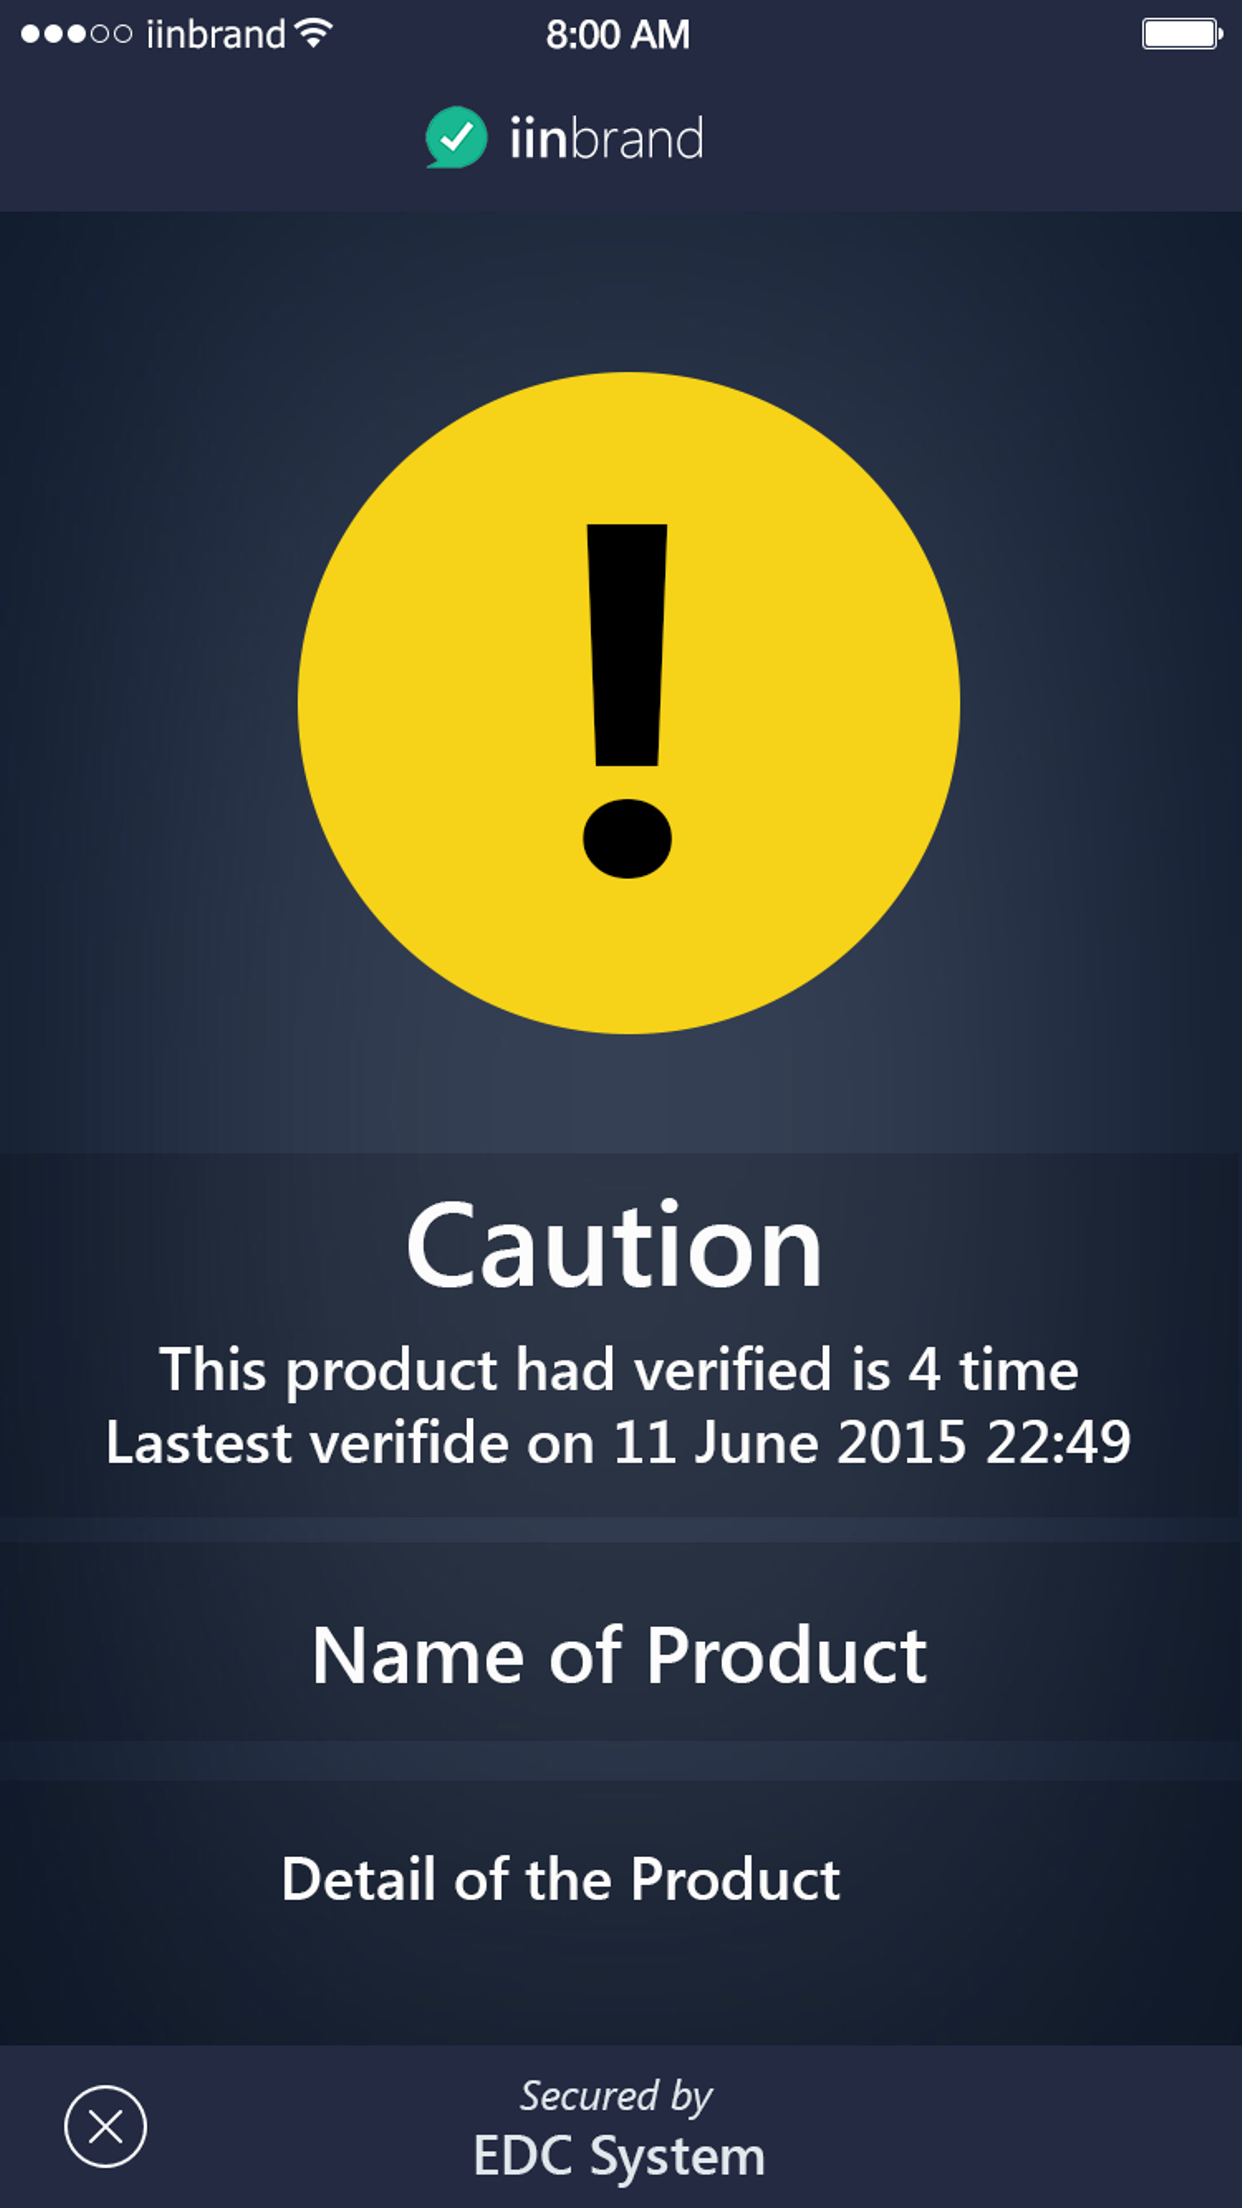 iinbrand 8:00 AM
iinbrand
!
Caution
This product had verified is 4 time
Lastest verifide on 11 June 2015 22:49
Name of Product
Detail of the Product
Secured by
EDC System